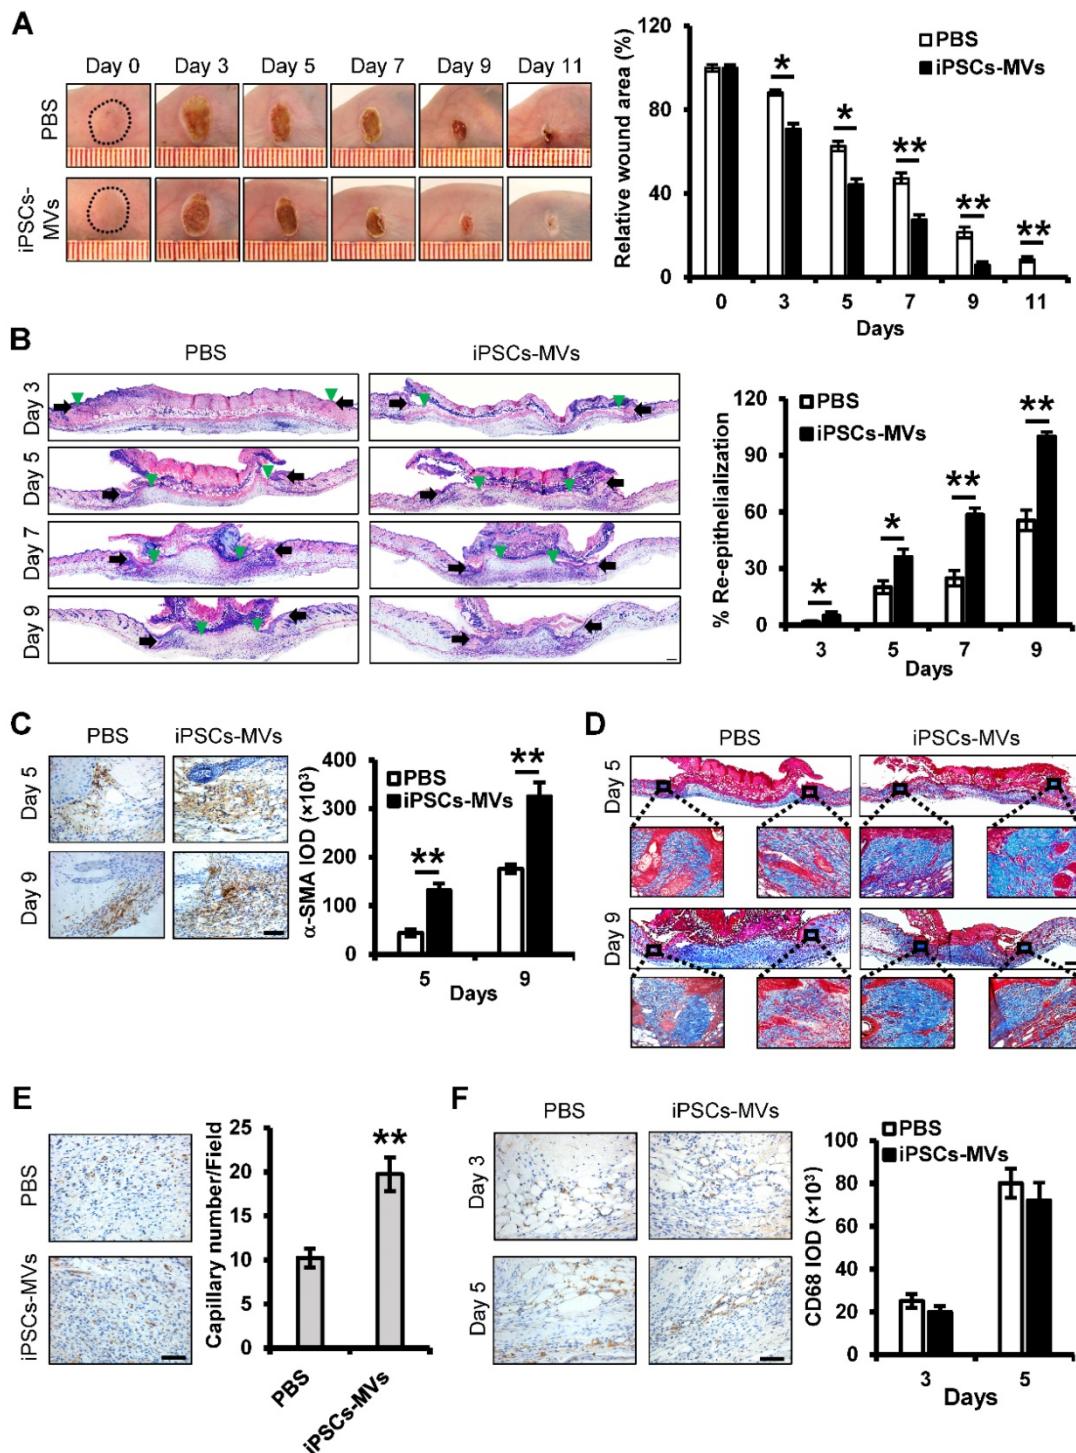 A
Day 0 Day 3 Day 5 Day 7 Day 9 Day 11
PBS
iPSCs-
MVs
Relative wound area (%)
120
80
40
0
PBS
iPSCs-MVs
*
*
**
**
**
0 3 5 7 9 11
Days
B
PBS iPSCs-MVs
Day 3
Day 5
Day 7
Day 9
% Re-epithelialization
120
90
60
30
0
PBS
iPSCs-MVs
*
*
**
**
3 5 7 9
Days
C
PBS iPSCs-MVs
Day 5
Day 9
α-SMA IOD (×10³)
400
300
200
100
0
PBS
iPSCs-MVs
**
**
5 9
Days
D
PBS iPSCs-MVs
Day 5
Day 9
E
PBS
iPSCs-MVs
Capillary number/Field
25
20
15
10
5
0
**
PBS
iPSCs-MVs
F
PBS iPSCs-MVs
Day 3
Day 5
CD68 IOD (×10³)
100
80
60
40
20
0
PBS
iPSCs-MVs
3 5
Days